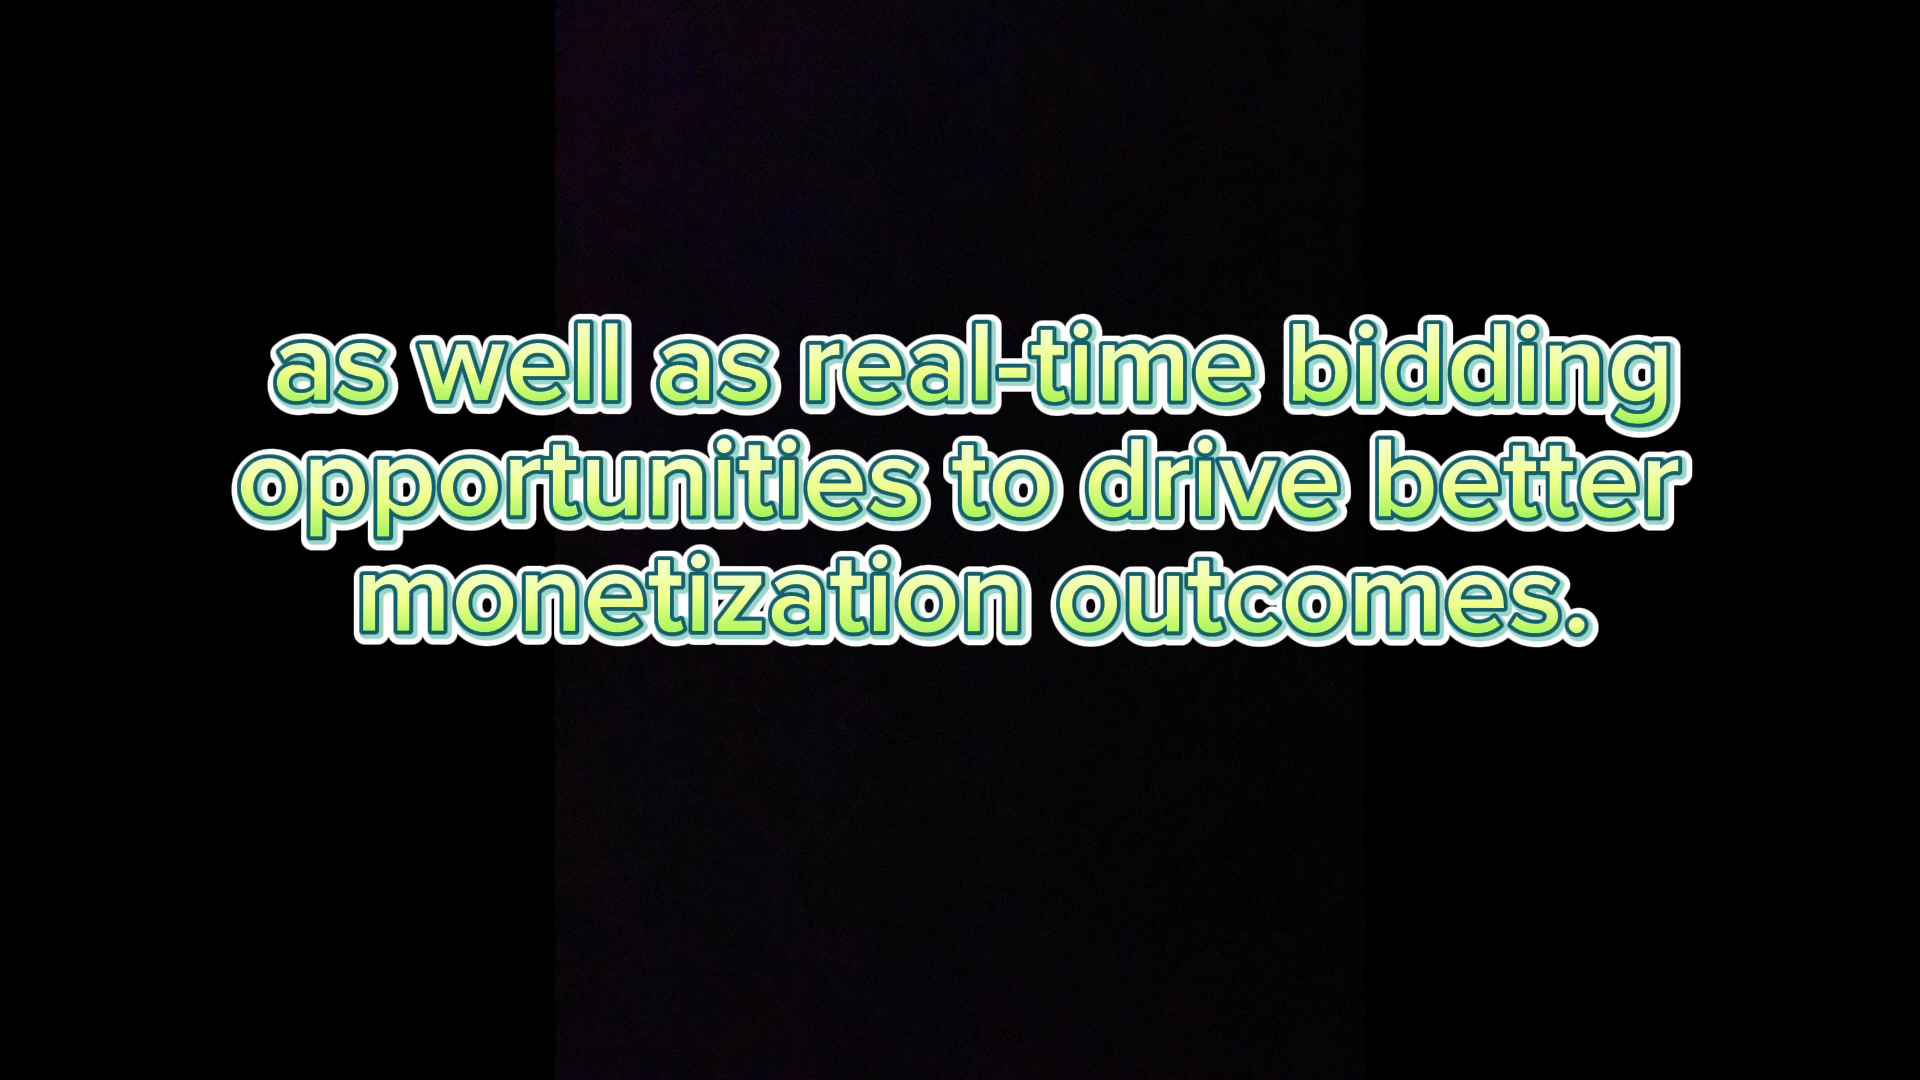 as well as real-time bidding
opportunities to drive better
monetization outcomes.